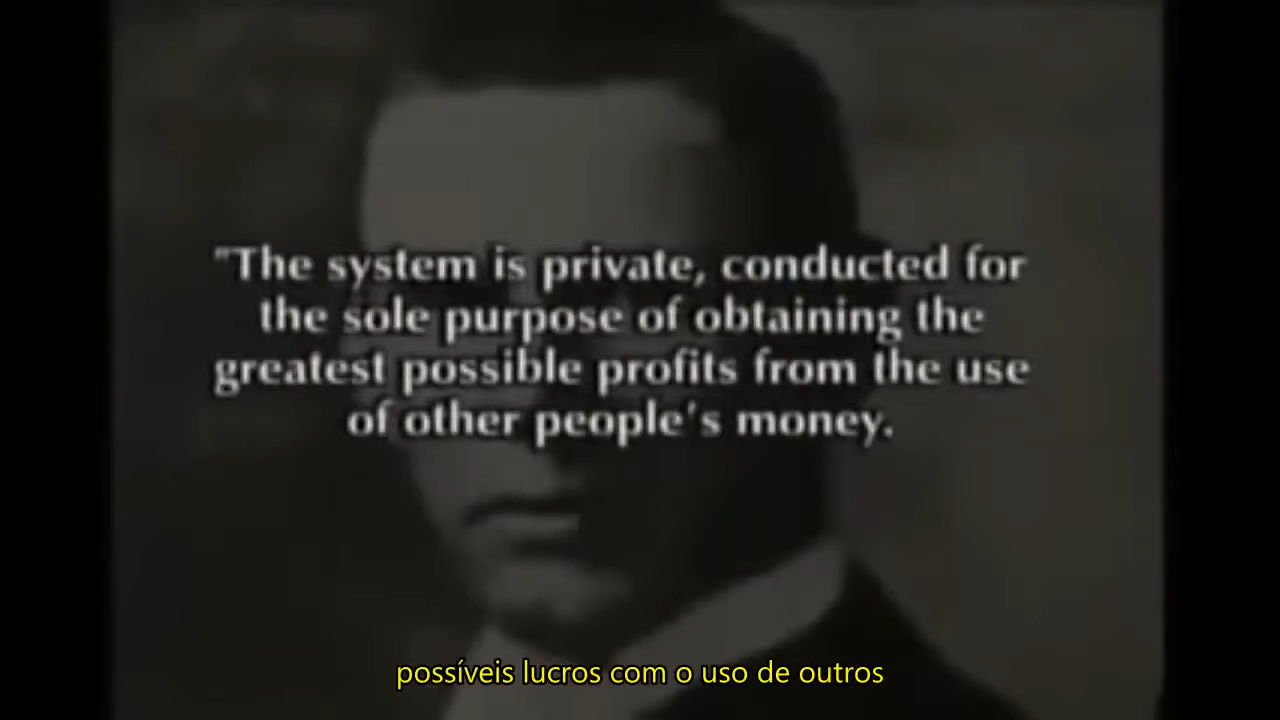 "The system is private, conducted for
the sole purpose of obtaining the
greatest possible profits from the use
of other people's money.
possíveis lucros com o uso de outros